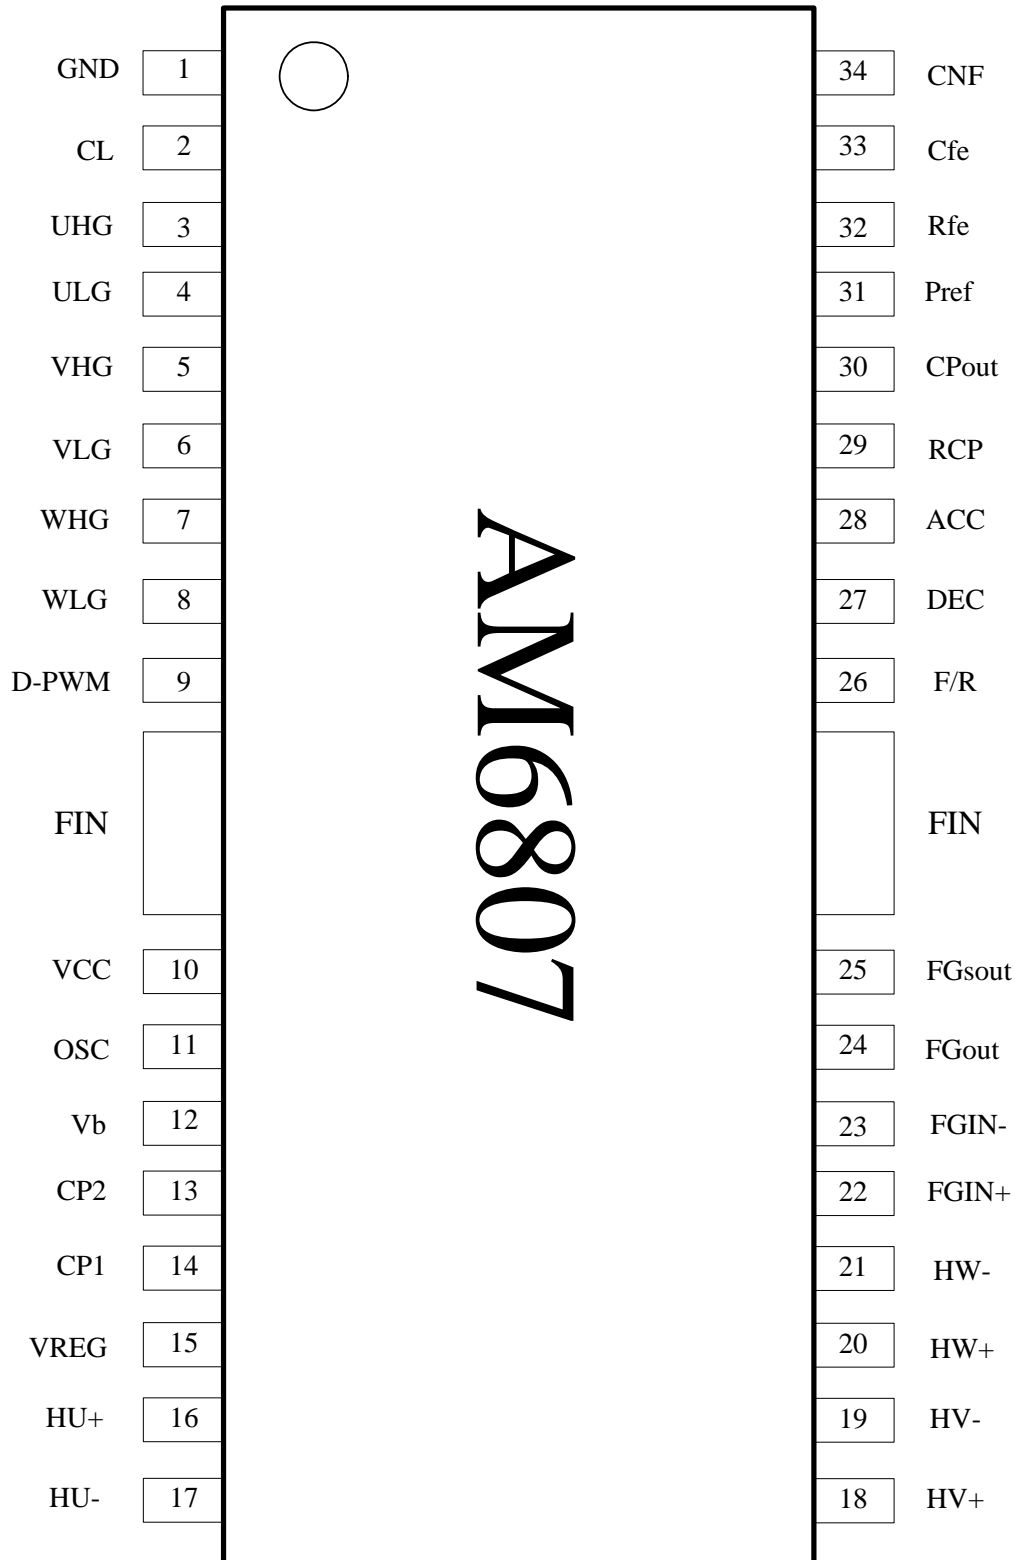 GND 1 34 CNF
CL 2 33 Cfe
UHG 3 32 Rfe
ULG 4 31 Pref
VHG 5 30 CPout
VLG 6 29 RCP
WHG 7 28 ACC
WLG 8 27 DEC
D-PWM 9 26 F/R
AM6807
FIN FIN
VCC 10 25 FGsout
OSC 11 24 FGout
Vb 12 23 FGIN-
CP2 13 22 FGIN+
CP1 14 21 HW-
VREG 15 20 HW+
HU+ 16 19 HV-
HU- 17 18 HV+